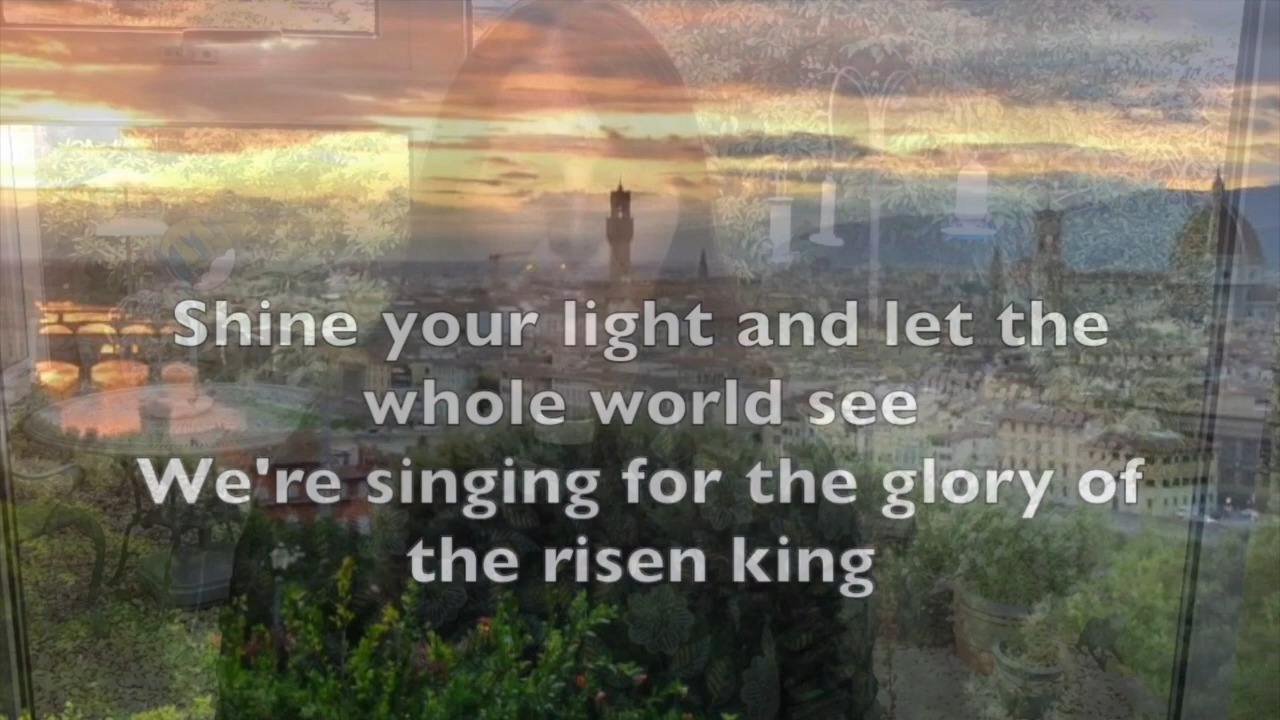 Shine your light and let the
whole world see
We're singing for the glory of
the risen king